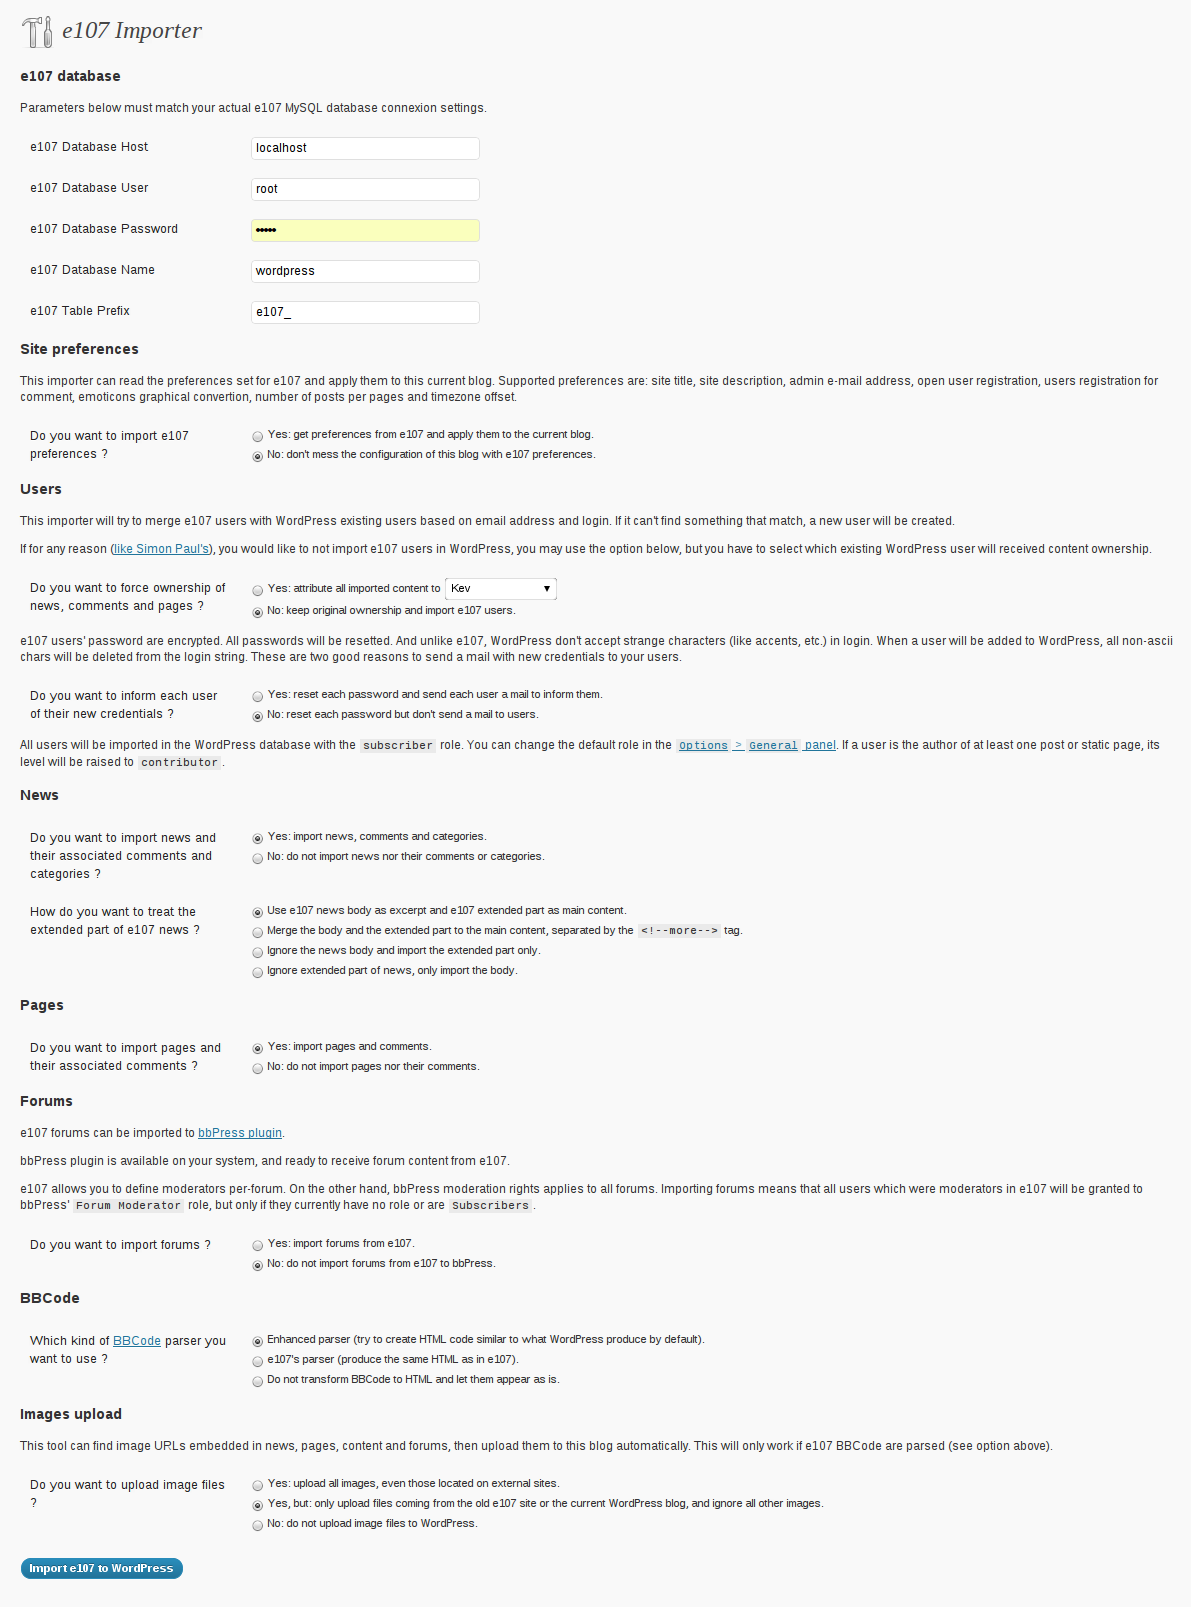 e107 Importer
e107 database
Parameters below must match your actual e107 MySQL database connexion settings.
e107 Database Host
localhost
e107 Database User
root
e107 Database Password
•••••
e107 Database Name
wordpress
e107 Table Prefix
e107_
Site preferences
This importer can read the preferences set for e107 and apply them to this current blog. Supported preferences are: site title, site description, admin e-mail address, open user registration, users registration for
comment, emoticons graphical convertion, number of posts per pages and timezone offset.
Do you want to import e107
preferences ?
Yes: get preferences from e107 and apply them to the current blog.
No: don't mess the configuration of this blog with e107 preferences.
Users
This importer will try to merge e107 users with WordPress existing users based on email address and login. If it can't find something that match, a new user will be created.
If for any reason (like Simon Paul's), you would like to not import e107 users in WordPress, you may use the option below, but you have to select which existing WordPress user will received content ownership.
Do you want to force ownership of
news, comments and pages ?
Yes: attribute all imported content to Kev
No: keep original ownership and import e107 users.
e107 users' password are encrypted. All passwords will be resetted. And unlike e107, WordPress don't accept strange characters (like accents, etc.) in login. When a user will be added to WordPress, all non-ascii
chars will be deleted from the login string. These are two good reasons to send a mail with new credentials to your users.
Do you want to inform each user
of their new credentials ?
Yes: reset each password and send each user a mail to inform them.
No: reset each password but don't send a mail to users.
All users will be imported in the WordPress database with the subscriber role. You can change the default role in the Options > General panel. If a user is the author of at least one post or static page, its
level will be raised to contributor.
News
Do you want to import news and
their associated comments and
categories ?
Yes: import news, comments and categories.
No: do not import news nor their comments or categories.
How do you want to treat the
extended part of e107 news ?
Use e107 news body as excerpt and e107 extended part as main content.
Merge the body and the extended part to the main content, separated by the <!--more--> tag.
Ignore the news body and import the extended part only.
Ignore extended part of news, only import the body.
Pages
Do you want to import pages and
their associated comments ?
Yes: import pages and comments.
No: do not import pages nor their comments.
Forums
e107 forums can be imported to bbPress plugin.
bbPress plugin is available on your system, and ready to receive forum content from e107.
e107 allows you to define moderators per-forum. On the other hand, bbPress moderation rights applies to all forums. Importing forums means that all users which were moderators in e107 will be granted to
bbPress' Forum Moderator role, but only if they currently have no role or are Subscribers.
Do you want to import forums ?
Yes: import forums from e107.
No: do not import forums from e107 to bbPress.
BBCode
Which kind of BBCode parser you
want to use ?
Enhanced parser (try to create HTML code similar to what WordPress produce by default).
e107's parser (produce the same HTML as in e107).
Do not transform BBCode to HTML and let them appear as is.
Images upload
This tool can find image URLs embedded in news, pages, content and forums, then upload them to this blog automatically. This will only work if e107 BBCode are parsed (see option above).
Do you want to upload image files
?
Yes: upload all images, even those located on external sites.
Yes, but: only upload files coming from the old e107 site or the current WordPress blog, and ignore all other images.
No: do not upload image files to WordPress.
Import e107 to WordPress